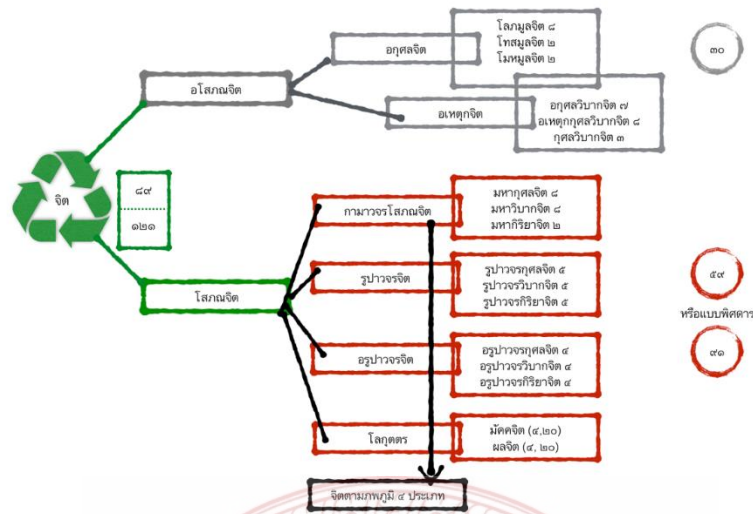 อกุศลจิต
โลภมูลจิต ๘
โทสมูลจิต ๒
โมหมูลจิต ๒
๓๐
อโสภณจิต
อเหตุกจิต
อกุศลวิบากจิต ๗
อเหตุกกุศลวิบากจิต ๘
กุศลวิบากจิต ๓
จิต
๘๙
๑๒๑
กามาวจรโสภณจิต
มหากุศลจิต ๘
มหาวิบากจิต ๘
มหากิริยาจิต ๒
โสภณจิต
รูปาวจรจิต
รูปาวจรกุศลจิต ๕
รูปาวจรวิบากจิต ๕
รูปาวจรกิริยาจิต ๕
๕๙
หรือแบบพิศดาร
๙๑
อรูปาวจรจิต
อรูปาวจรกุศลจิต ๔
อรูปาวจรวิบากจิต ๔
อรูปาวจรกิริยาจิต ๔
โลกุตตร
มัคคจิต (๔,๒๐)
ผลจิต (๔, ๒๐)
จิตตามภพภูมิ ๔ ประเภท